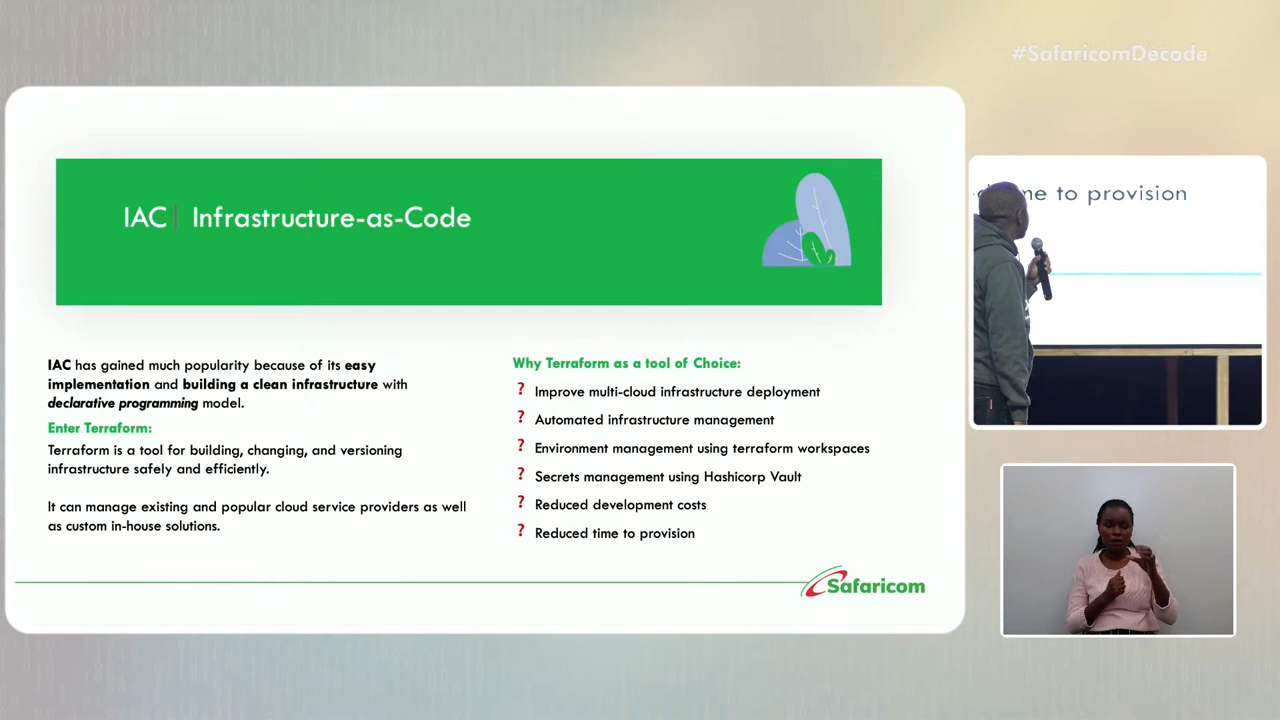 #SafaricomDecode
IAC| Infrastructure-as-Code
IAC has gained much popularity because of its easy
implementation and building a clean infrastructure with
declarative programming model.
Enter Terraform:
Terraform is a tool for building, changing, and versioning
infrastructure safely and efficiently.
It can manage existing and popular cloud service providers as well
as custom in-house solutions.
Why Terraform as a tool of Choice:
? Improve multi-cloud infrastructure deployment
? Automated infrastructure management
? Environment management using terraform workspaces
? Secrets management using Hashicorp Vault
? Reduced development costs
? Reduced time to provision
Safaricom
to provision